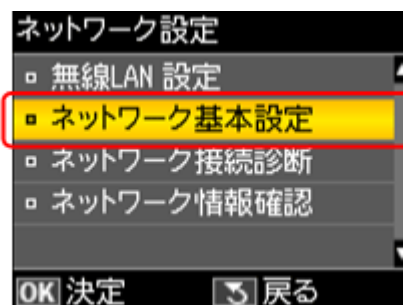 ネットワーク設定
無線LAN 設定
ネットワーク基本設定
ネットワーク接続診断
ネットワーク情報確認
OK 決定 戻る